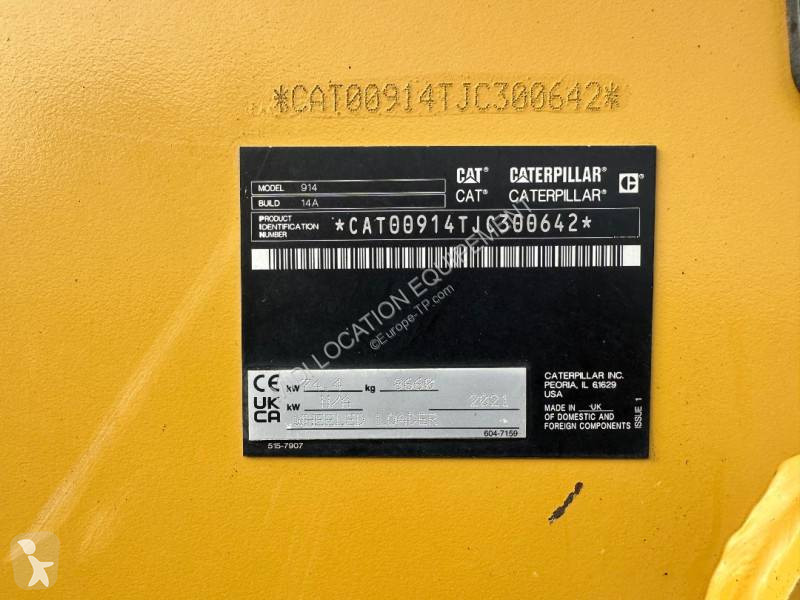 *CAT00914TJC300642*
CAT® CATERPILLAR®
CAT® CATERPILLAR® C
MODEL 914
BUILD 14A
PRODUCT IDENTIFICATION NUMBER *CAT00914TJC300642*
DI LOCATION EQUIPEMENT
©Europe-TP.com
CE kW 74.4 kg 8660
UK CA kW N/A 2021
WHEELED LOADER
515-7907
604-7159
CATERPILLAR INC.
PEORIA, IL 61629
USA
MADE IN UK
OF DOMESTIC AND
FOREIGN COMPONENTS
ISSUE 1